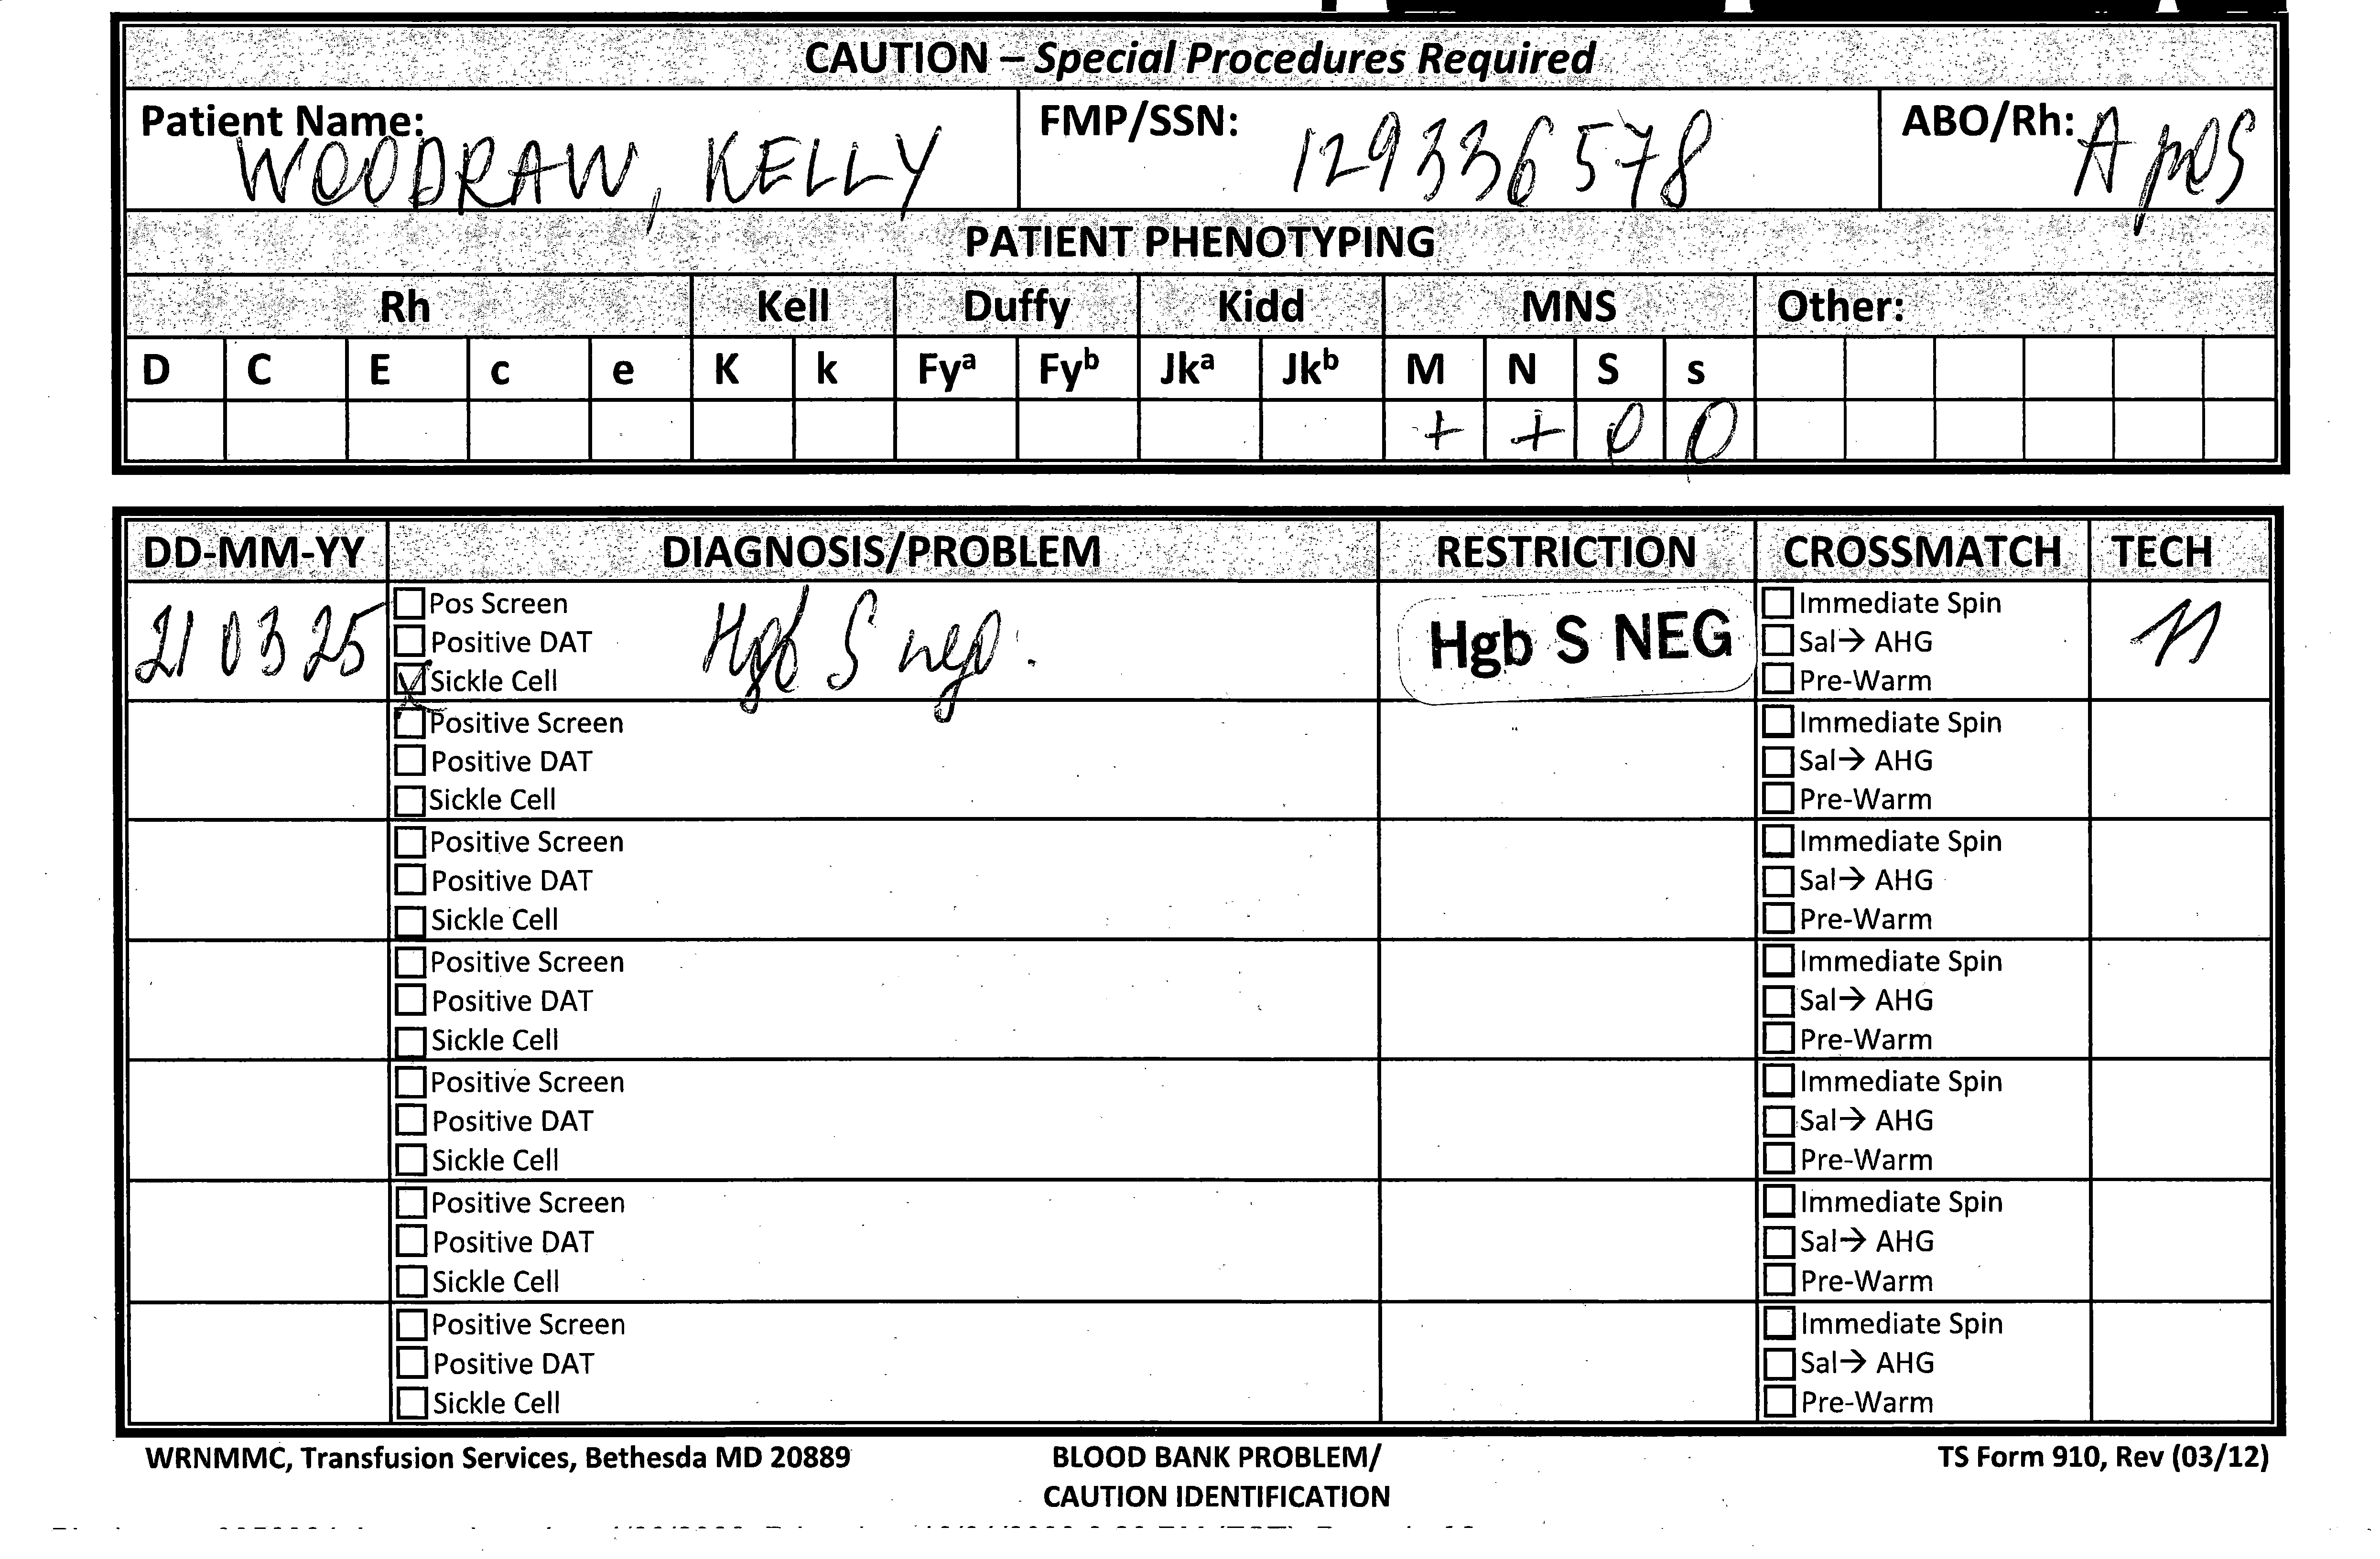 CAUTION – Special Procedures Required
Patient Name: WOODRAW, KELLY FMP/SSN: 129336578 ABO/Rh: A pos
PATIENT PHENOTYPING
Rh Kell Duffy Kidd MNS Other:
D C E c e K k Fyᵃ Fyᵇ Jkᵃ Jkᵇ M N S s
+ + 0 0
DD-MM-YY DIAGNOSIS/PROBLEM RESTRICTION CROSSMATCH TECH
21 03 25 Pos Screen Hgb S neg. Hgb S NEG Immediate Spin
Positive DAT Sal→ AHG
Sickle Cell Pre-Warm
Positive Screen Immediate Spin
Positive DAT Sal→ AHG
Sickle Cell Pre-Warm
Positive Screen Immediate Spin
Positive DAT Sal→ AHG
Sickle Cell Pre-Warm
Positive Screen Immediate Spin
Positive DAT Sal→ AHG
Sickle Cell Pre-Warm
Positive Screen Immediate Spin
Positive DAT Sal→ AHG
Sickle Cell Pre-Warm
Positive Screen Immediate Spin
Positive DAT Sal→ AHG
Sickle Cell Pre-Warm
Positive Screen Immediate Spin
Positive DAT Sal→ AHG
Sickle Cell Pre-Warm
WRNMMC, Transfusion Services, Bethesda MD 20889 BLOOD BANK PROBLEM/ TS Form 910, Rev (03/12)
CAUTION IDENTIFICATION